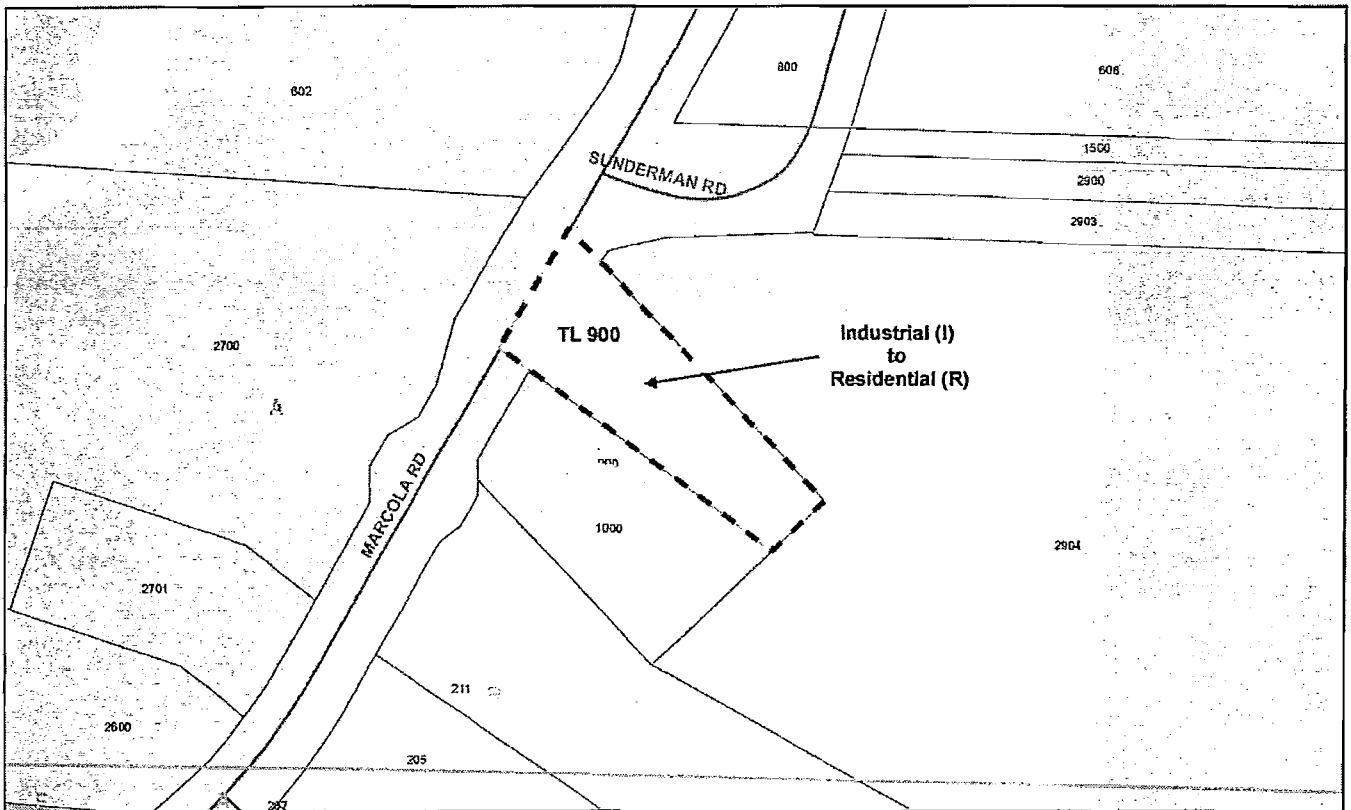 800
606
602
1500
SUNDERMAN RD
2900
2903
TL 900
Industrial (I)
to
Residential (R)
2700
MARCOLA RD
1000
2904
2701
211
2600
205